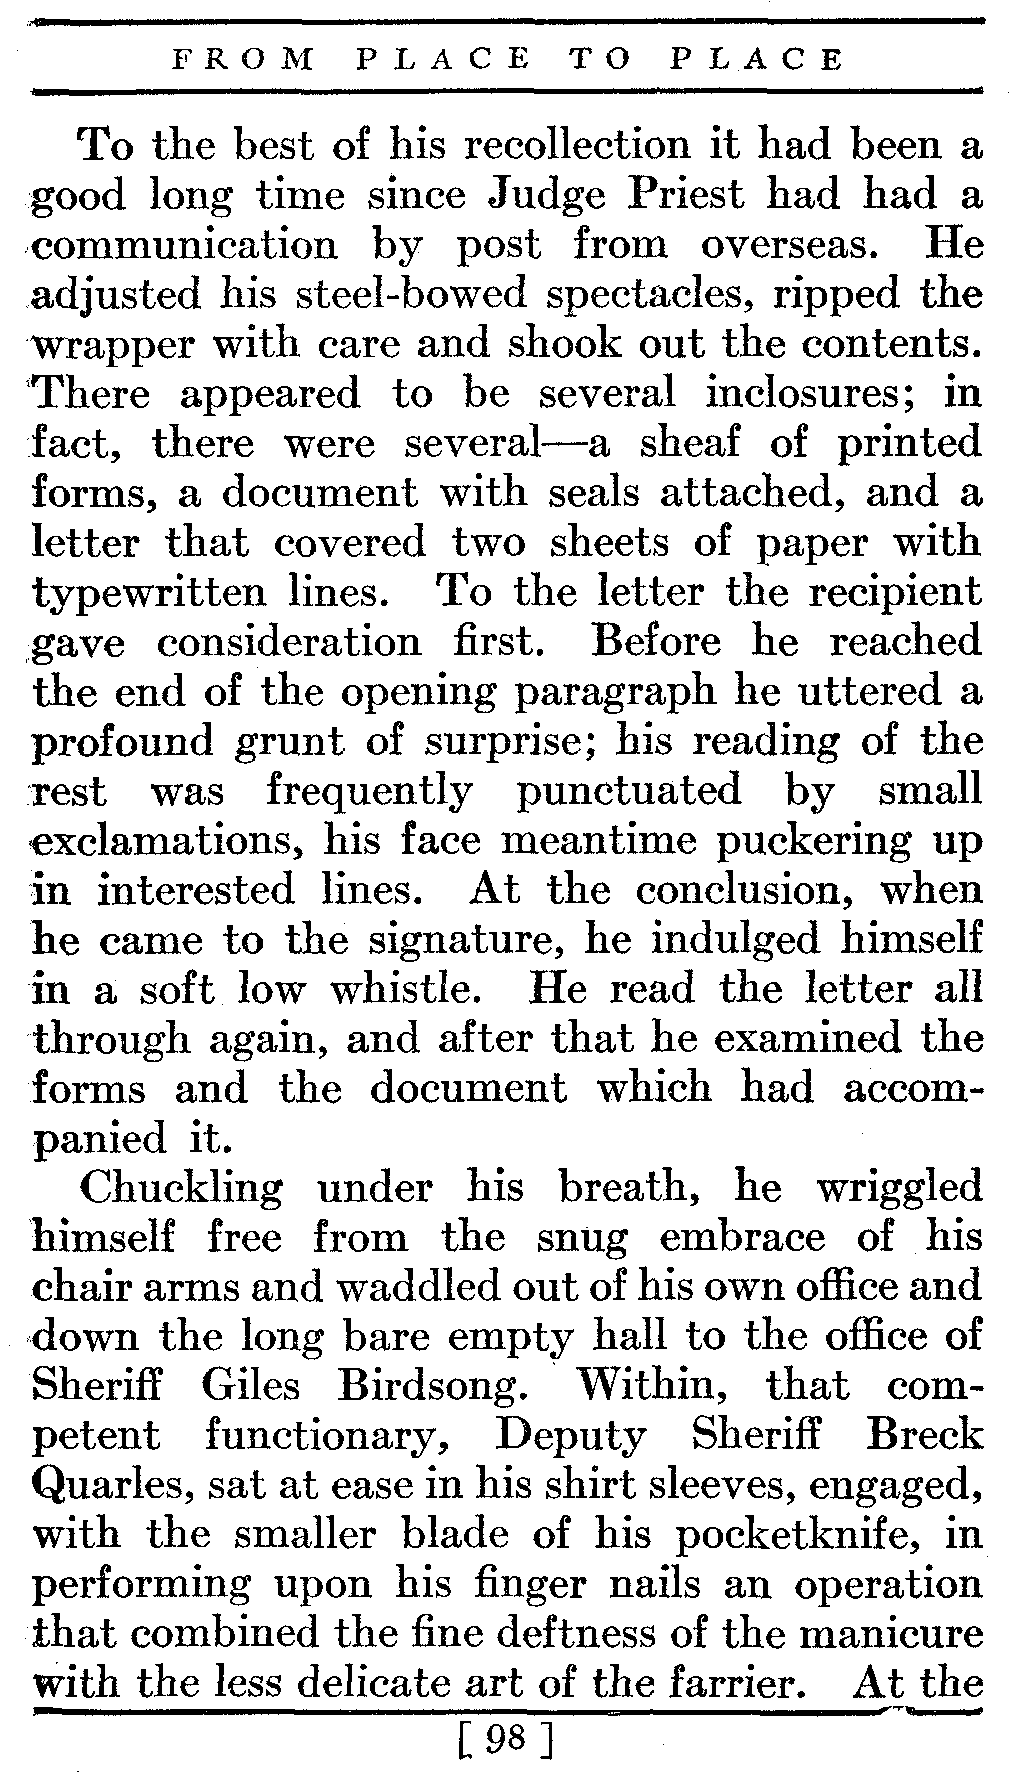 FROM PLACE TO PLACE
To the best of his recollection it had been a
good long time since Judge Priest had had a
communication by post from overseas. He
adjusted his steel-bowed spectacles, ripped the
wrapper with care and shook out the contents.
There appeared to be several inclosures; in
fact, there were several—a sheaf of printed
forms, a document with seals attached, and a
letter that covered two sheets of paper with
typewritten lines. To the letter the recipient
gave consideration first. Before he reached
the end of the opening paragraph he uttered a
profound grunt of surprise; his reading of the
rest was frequently punctuated by small
exclamations, his face meantime puckering up
in interested lines. At the conclusion, when
he came to the signature, he indulged himself
in a soft low whistle. He read the letter all
through again, and after that he examined the
forms and the document which had accom-
panied it.
Chuckling under his breath, he wriggled
himself free from the snug embrace of his
chair arms and waddled out of his own office and
down the long bare empty hall to the office of
Sheriff Giles Birdsong. Within, that com-
petent functionary, Deputy Sheriff Breck
Quarles, sat at ease in his shirt sleeves, engaged,
with the smaller blade of his pocketknife, in
performing upon his finger nails an operation
that combined the fine deftness of the manicure
with the less delicate art of the farrier. At the
[ 98 ]